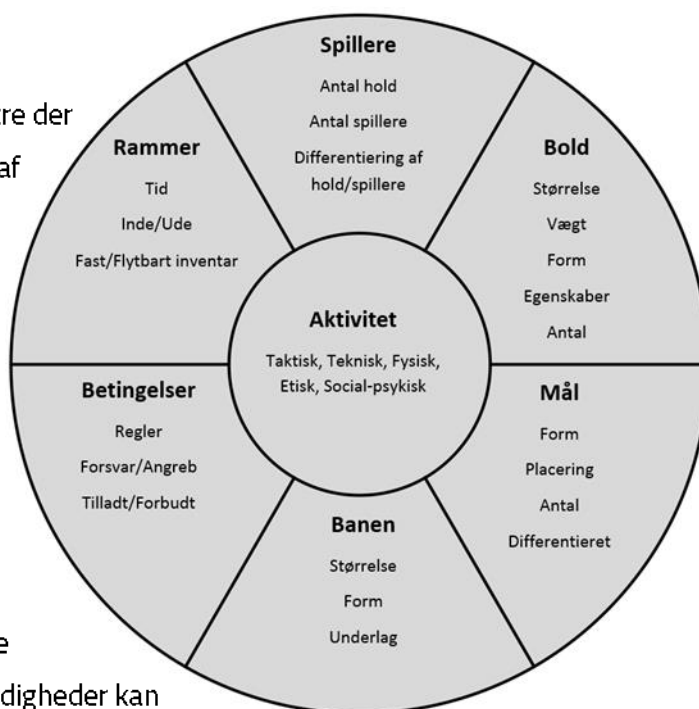 re der
af
Spillere
Antal hold
Antal spillere
Differentiering af
hold/spillere
Rammer
Tid
Inde/Ude
Fast/Flytbart inventar
Bold
Størrelse
Vægt
Form
Egenskaber
Antal
Aktivitet
Taktisk, Teknisk, Fysisk,
Etisk, Social-psykisk
Betingelser
Regler
Forsvar/Angreb
Tilladt/Forbudt
Mål
Form
Placering
Antal
Differentieret
Banen
Størrelse
Form
Underlag
e
digheder kan